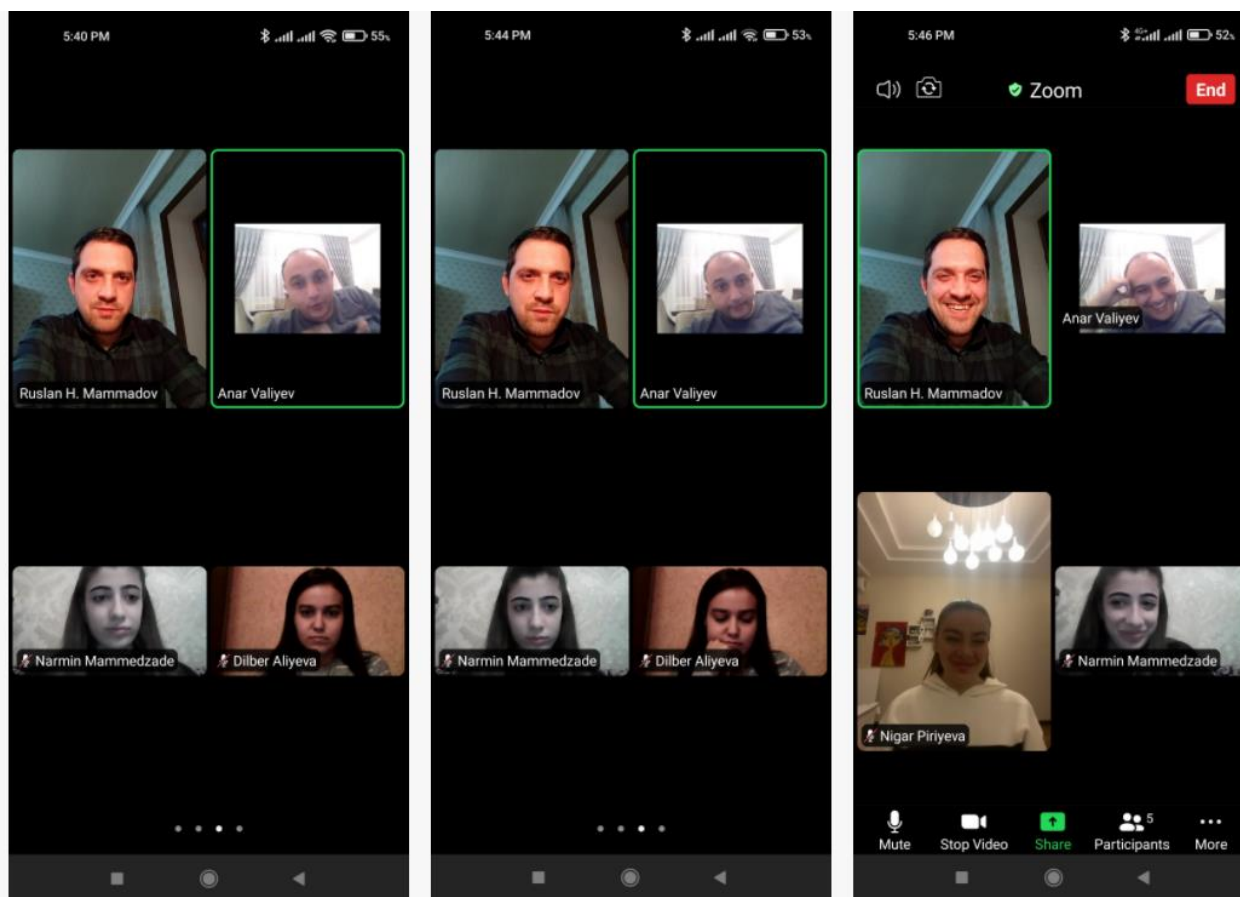 5:40 PM
55%
Ruslan H. Mammadov
Anar Valiyev
Narmin Mammedzade
Dilber Aliyeva
5:44 PM
53%
Ruslan H. Mammadov
Anar Valiyev
Narmin Mammedzade
Dilber Aliyeva
5:46 PM
4G+
52%
Zoom
End
Anar Valiyev
Ruslan H. Mammadov
Narmin Mammedzade
Nigar Piriyeva
5
Mute
Stop Video
Share
Participants
More